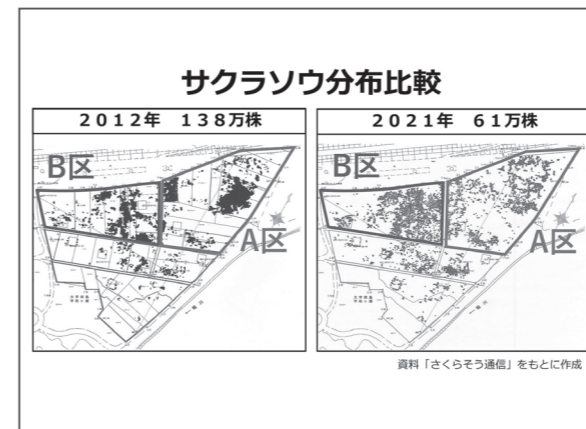 サクラソウ分布比較
2012年 138万株
2021年 61万株
B区
A区
B区
A区
資料「さくらそう通信」をもとに作成